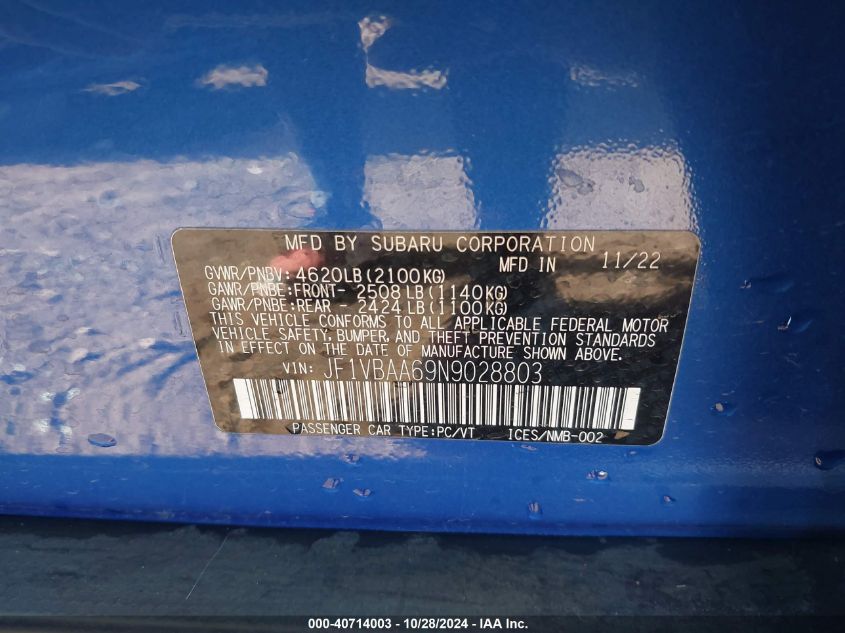 MFD BY SUBARU CORPORATION
GVWR/PNBV: 4620LB(2100KG) MFD IN 11/22
GAWR/PNBE:FRONT- 2508 LB(1140KG)
GAWR/PNBE:REAR - 2424 LB(1100KG)
THIS VEHICLE CONFORMS TO ALL APPLICABLE FEDERAL MOTOR
VEHICLE SAFETY, BUMPER, AND THEFT PREVENTION STANDARDS
IN EFFECT ON THE DATE OF MANUFACTURE SHOWN ABOVE.
VIN: JF1VBAA69N9028803
PASSENGER CAR TYPE:PC/VT ICES/NMB-002
000-40714003 - 10/28/2024 - IAA Inc.